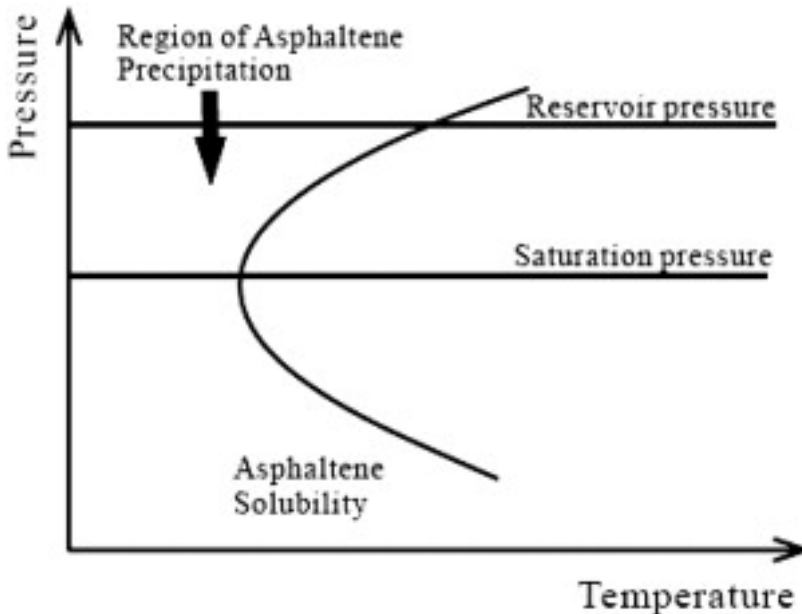 Pressure
Region of Asphaltene
Precipitation
Reservoir pressure
Saturation pressure
Asphaltene
Solubility
Temperature